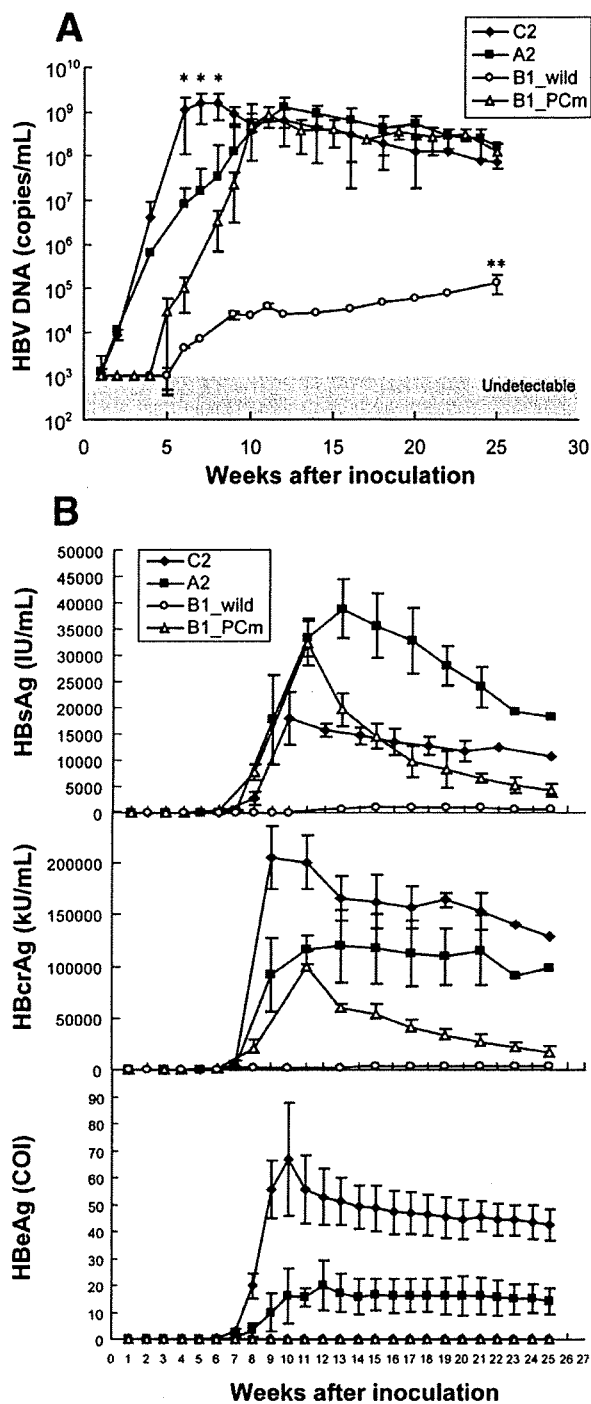 A
C2
A2
B1_wild
B1_PCm
* * *
**
HBV DNA (copies/mL)
10¹⁰
10⁹
10⁸
10⁷
10⁶
10⁵
10⁴
10³
10²
Undetectable
0 5 10 15 20 25 30
Weeks after inoculation
B
C2
A2
B1_wild
B1_PCm
HBsAg (IU/mL)
50000
45000
40000
35000
30000
25000
20000
15000
10000
5000
0
HBcrAg (kU/mL)
200000
150000
100000
50000
0
HBeAg (COI)
90
80
70
60
50
40
30
20
10
0
0 1 2 3 4 5 6 7 8 9 10 11 12 13 14 15 16 17 18 19 20 21 22 23 24 25 26 27
Weeks after inoculation